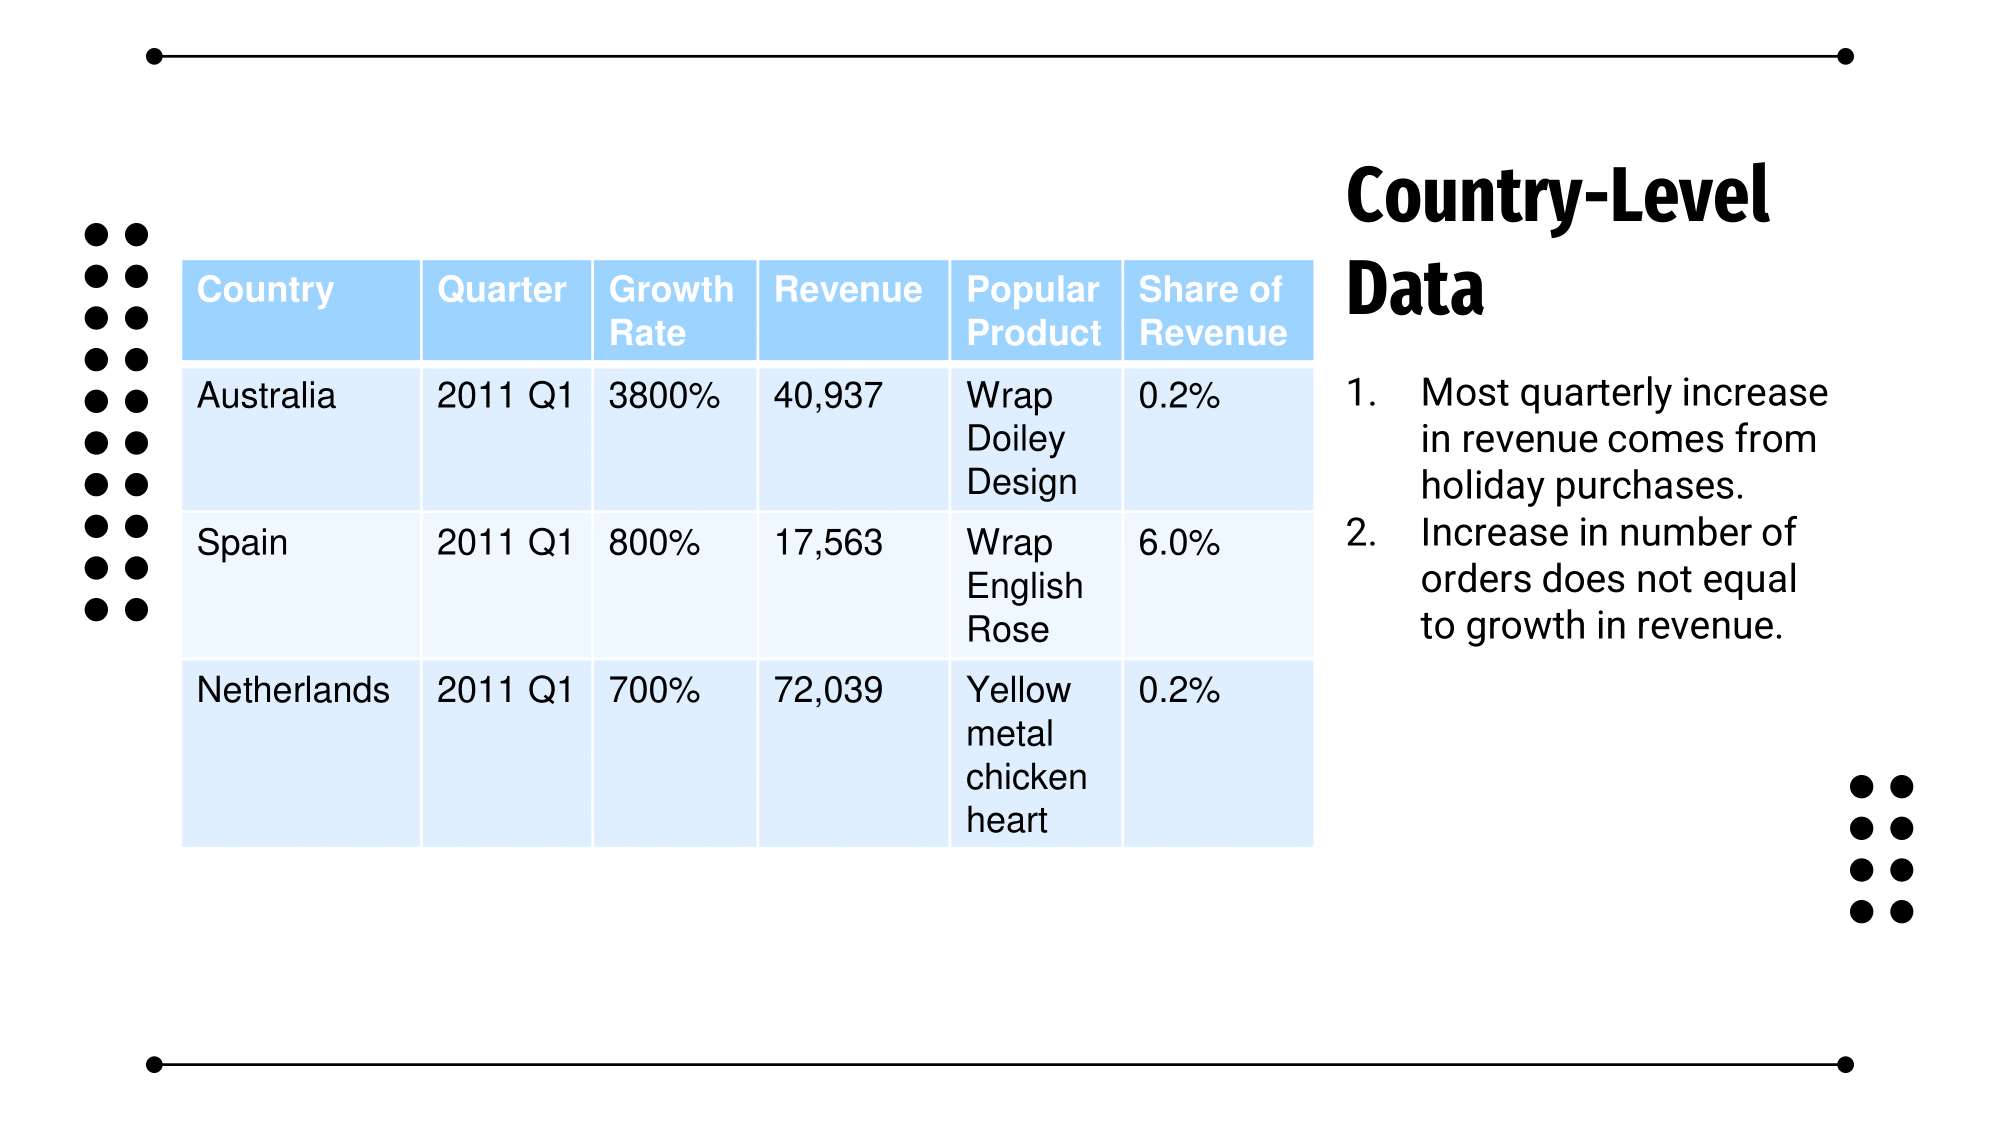 Country-Level
Data
Country Quarter Growth Rate Revenue Popular Product Share of Revenue
Australia 2011 Q1 3800% 40,937 Wrap Doiley Design 0.2%
Spain 2011 Q1 800% 17,563 Wrap English Rose 6.0%
Netherlands 2011 Q1 700% 72,039 Yellow metal chicken heart 0.2%
1. Most quarterly increase
in revenue comes from
holiday purchases.
2. Increase in number of
orders does not equal
to growth in revenue.